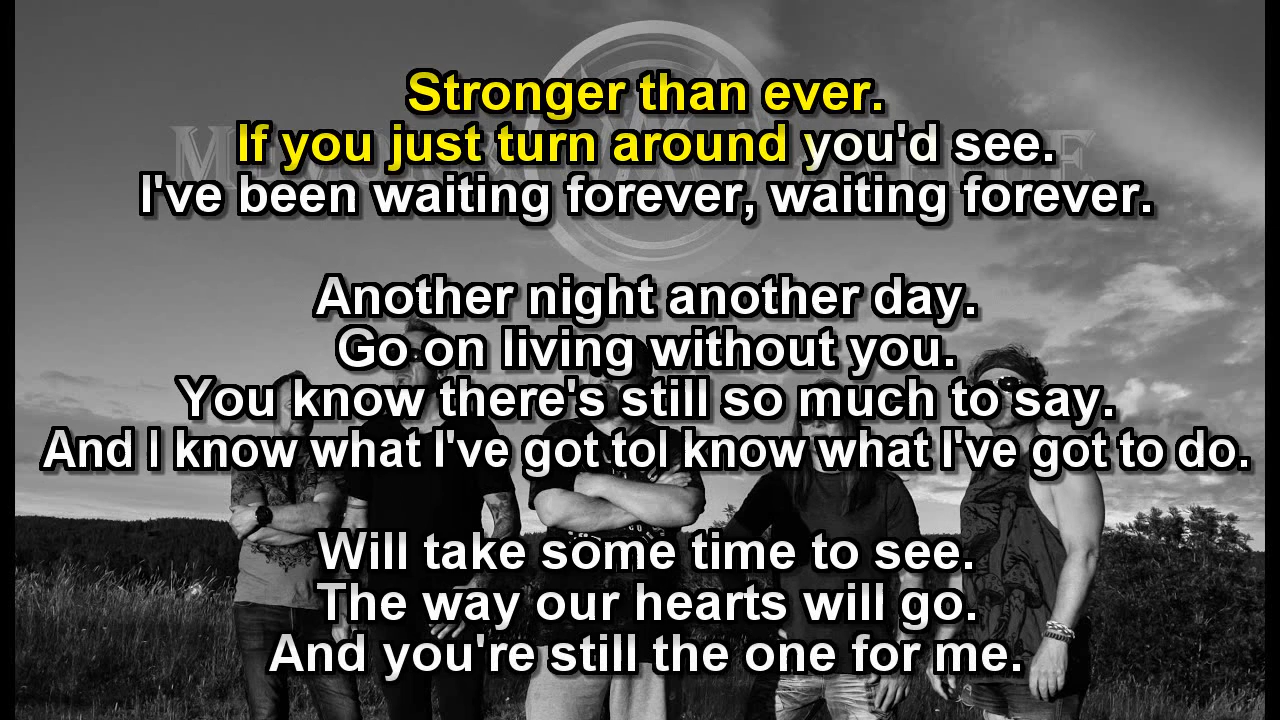 Stronger than ever.
If you just turn around you'd see.
I've been waiting forever, waiting forever.
Another night another day.
Go on living without you.
You know there's still so much to say.
And I know what I've got toI know what I've got to do.
Will take some time to see.
The way our hearts will go.
And you're still the one for me.